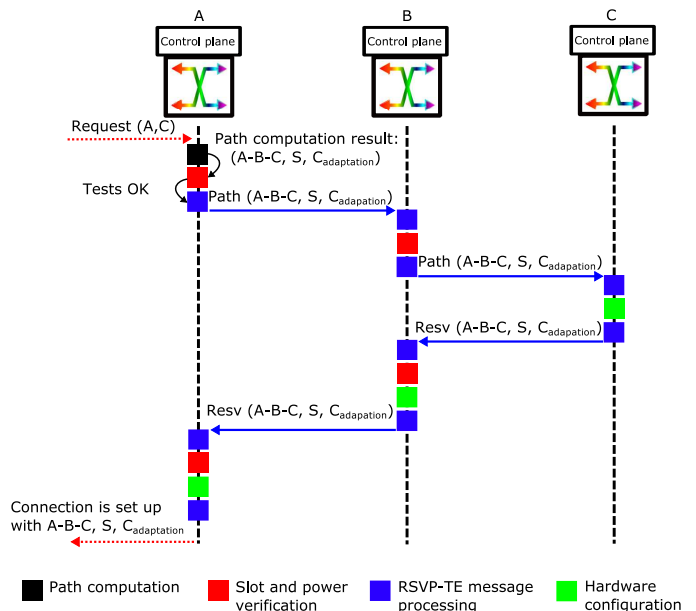 A B C
Control plane Control plane Control plane
Request (A,C)
Path computation result:
(A-B-C, S, Cadaptation)
Tests OK
Path (A-B-C, S, Cadapation)
Path (A-B-C, S, Cadapation)
Resv (A-B-C, S, Cadapation)
Resv (A-B-C, S, Cadapation)
Connection is set up
with A-B-C, S, Cadaptation
Path computation
Slot and power
verification
RSVP-TE message
processing
Hardware
configuration